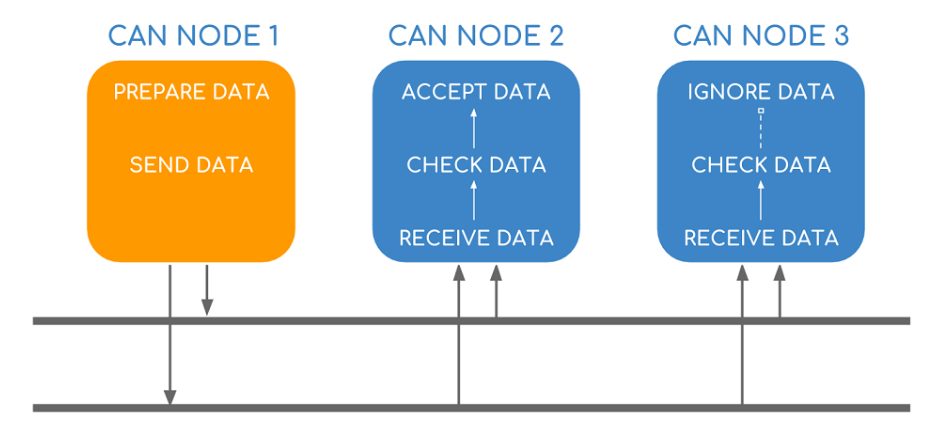 CAN NODE 1
CAN NODE 2
CAN NODE 3
PREPARE DATA
SEND DATA
ACCEPT DATA
CHECK DATA
RECEIVE DATA
IGNORE DATA
CHECK DATA
RECEIVE DATA